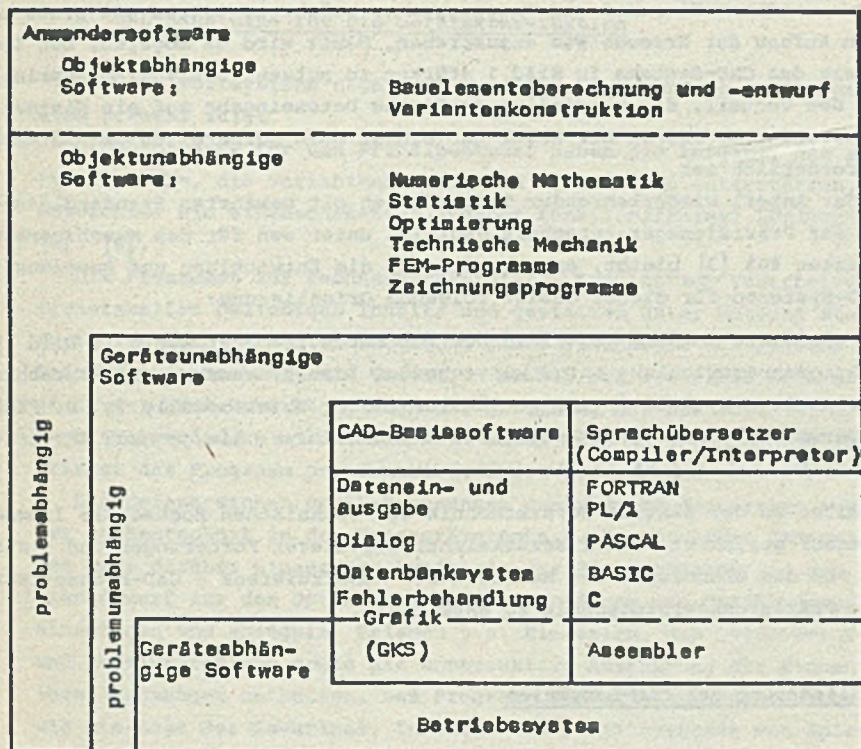 Anwendersoftware
Objektabhängige
Software: Bauelementeberechnung und -entwurf
Variantenkonstruktion
Objektunabhängige
Software: Numerische Mathematik
Statistik
Optimierung
Technische Mechanik
FEM-Programme
Zeichnungsprogramme
problemabhängig
Geräteunabhängige
Software
problemunabhängig
CAD-Basissoftware Sprachübersetzer
(Compiler/Interpreter)
Datenein- und FORTRAN
ausgabe PL/1
Dialog PASCAL
Datenbanksystem BASIC
Fehlerbehandlung C
Grafik
Geräteabhän- (GKS) Assembler
gige Software
Betriebssystem